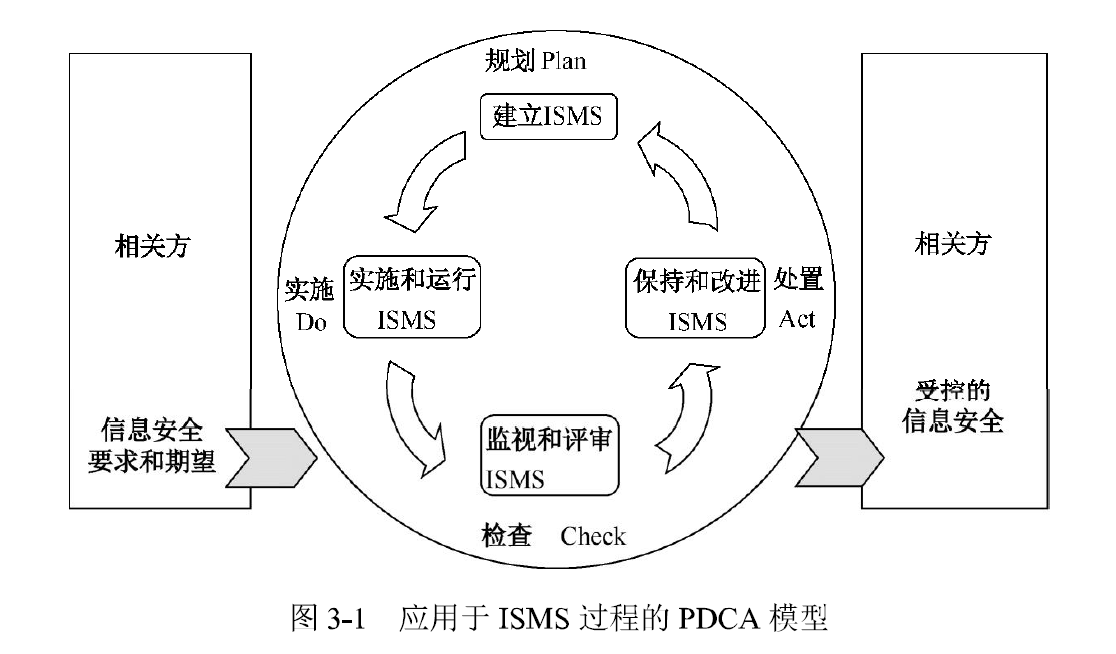 规划 Plan
建立ISMS
相关方
相关方
实施
Do
实施和运行
ISMS
保持和改进
ISMS
处置
Act
信息安全
要求和期望
受控的
信息安全
监视和评审
ISMS
检查 Check
图 3-1 应用于 ISMS 过程的 PDCA 模型